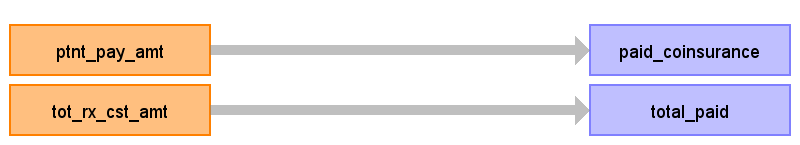 ptnt_pay_amt
paid_coinsurance
tot_rx_cst_amt
total_paid